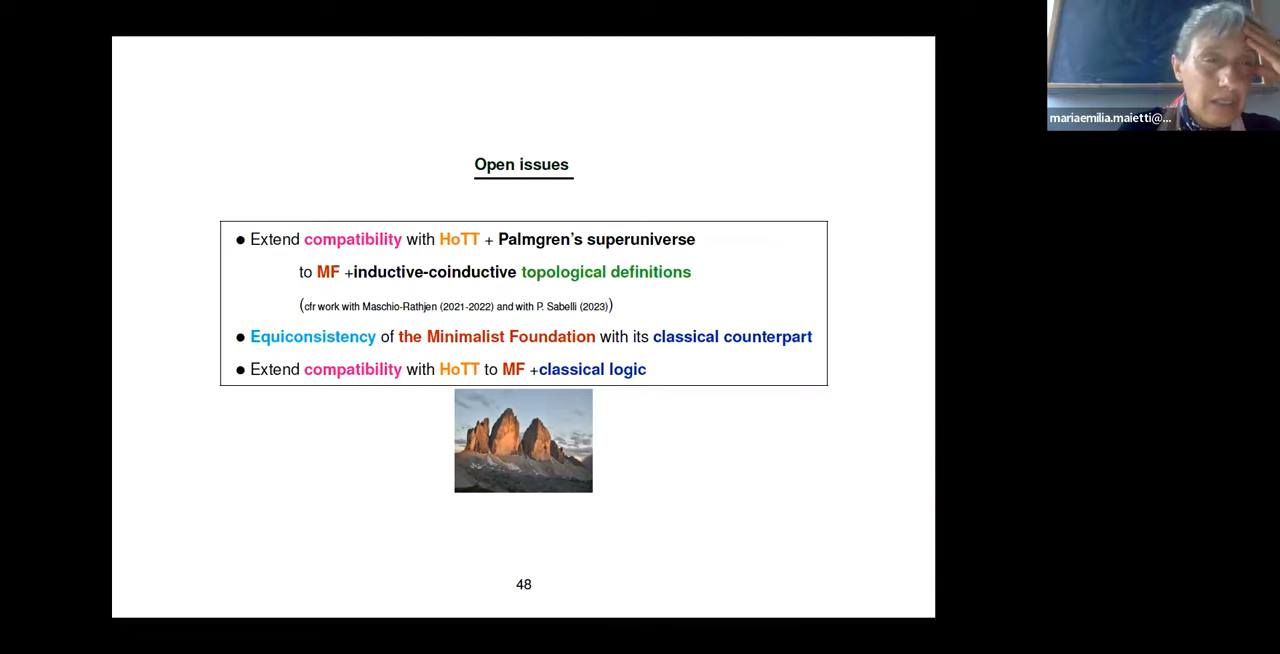 mariaemilia.maietti@...
Open issues
● Extend compatibility with HoTT + Palmgren's superuniverse
to MF +inductive-coinductive topological definitions
(cfr work with Maschio-Rathjen (2021-2022) and with P. Sabelli (2023))
● Equiconsistency of the Minimalist Foundation with its classical counterpart
● Extend compatibility with HoTT to MF +classical logic
48